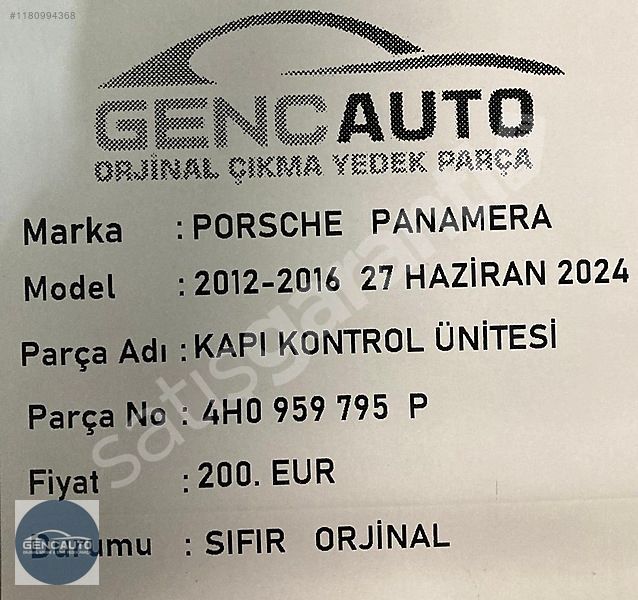 #1180994368
GENCAUTO
ORJİNAL ÇIKMA YEDEK PARÇA
Marka : PORSCHE PANAMERA
Model : 2012-2016 27 HAZİRAN 2024
Parça Adı : KAPI KONTROL ÜNİTESİ
Parça No : 4H0 959 795 P
Fiyat : 200. EUR
Durumu : SIFIR ORJİNAL
GENCAUTO
satışgaranti